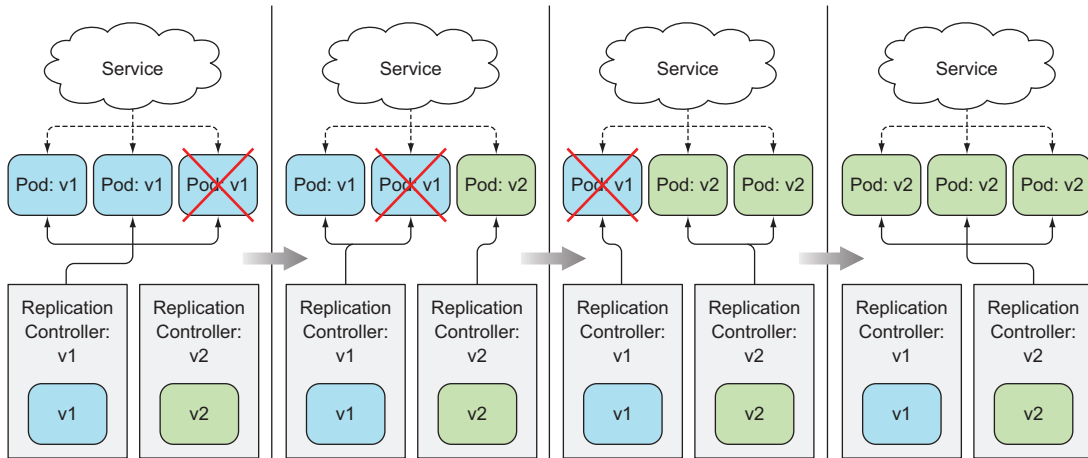 Service
Pod: v1
Pod: v1
Pod: v1
Replication
Controller:
v1
v1
Replication
Controller:
v2
v2
Service
Pod: v1
Pod: v1
Pod: v2
Replication
Controller:
v1
v1
Replication
Controller:
v2
v2
Service
Pod: v1
Pod: v2
Pod: v2
Replication
Controller:
v1
v1
Replication
Controller:
v2
v2
Service
Pod: v2
Pod: v2
Pod: v2
Replication
Controller:
v1
v1
Replication
Controller:
v2
v2